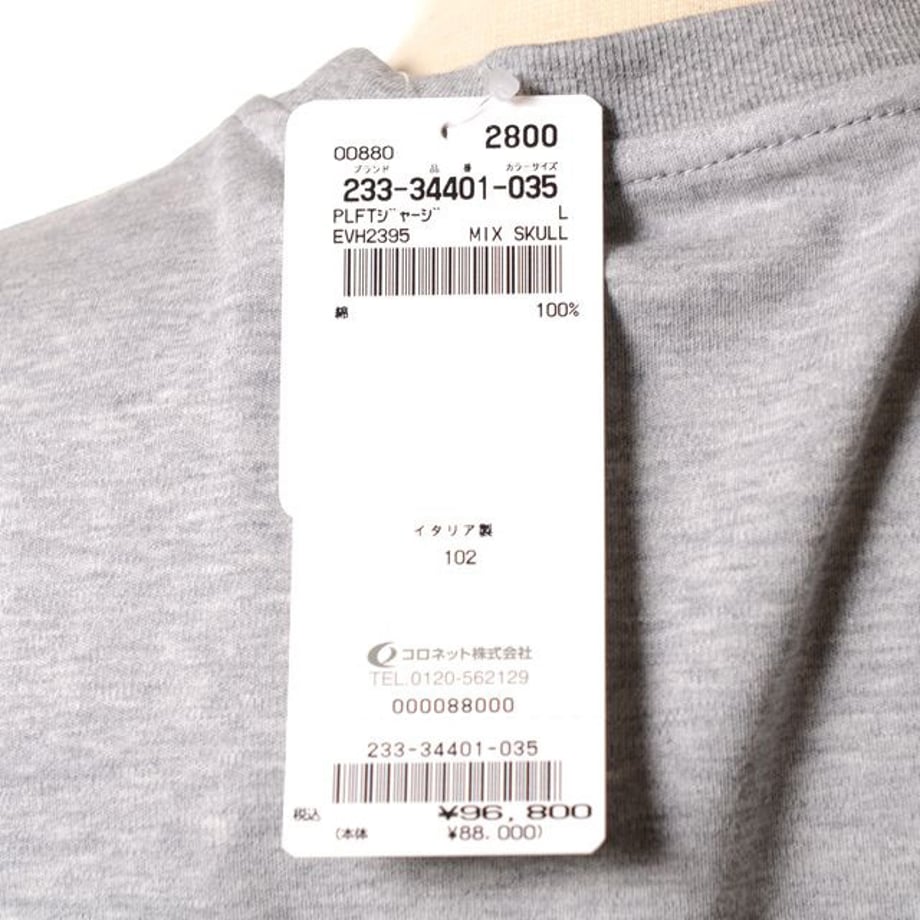 2800
00880
ブランド 品番 カラーサイズ
233-34401-035
PLFTジャージ L
EVH2395 MIX SKULL
綿 100%
イタリア製
102
コロネット株式会社
TEL.0120-562129
000088000
233-34401-035
税込 ¥96,800
(本体 ¥88,000)